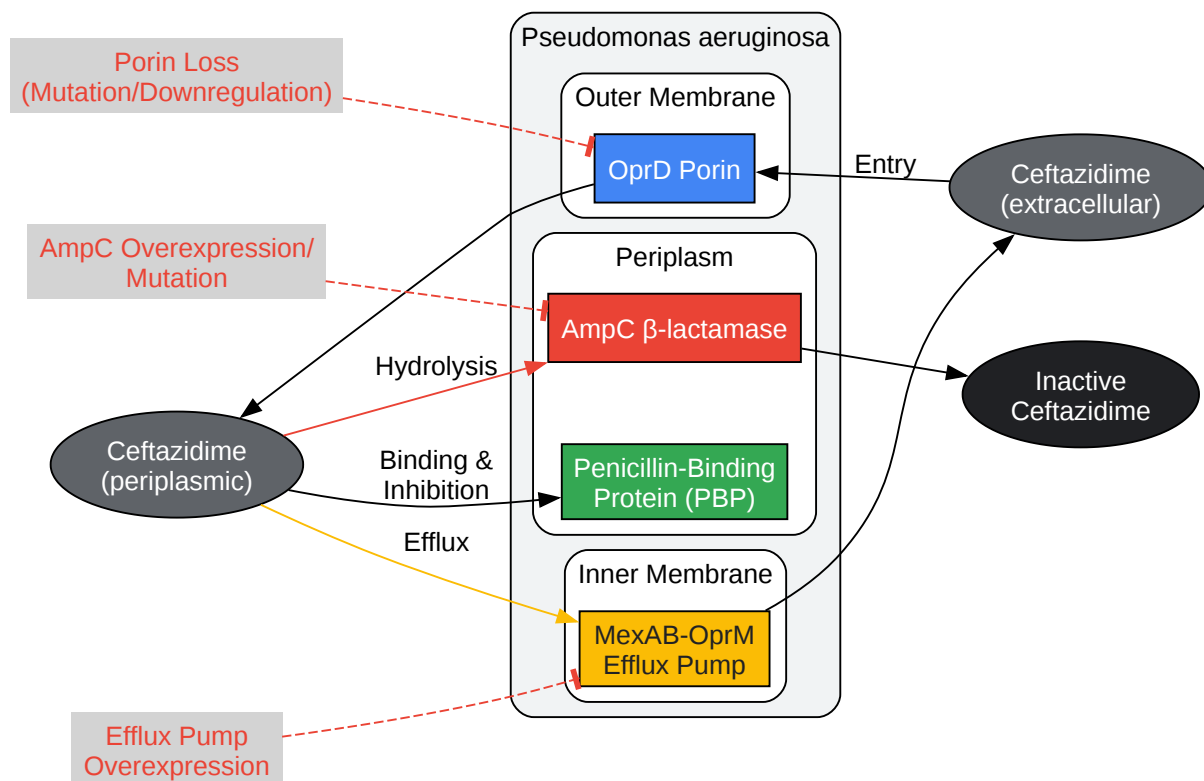 Pseudomonas aeruginosa
Porin Loss
(Mutation/Downregulation)
Outer Membrane
OprD Porin
Entry
Ceftazidime
(extracellular)
AmpC Overexpression/
Mutation
Periplasm
AmpC β-lactamase
Hydrolysis
Inactive
Ceftazidime
Ceftazidime
(periplasmic)
Binding &
Inhibition
Penicillin-Binding
Protein (PBP)
Efflux
Inner Membrane
MexAB-OprM
Efflux Pump
Efflux Pump
Overexpression